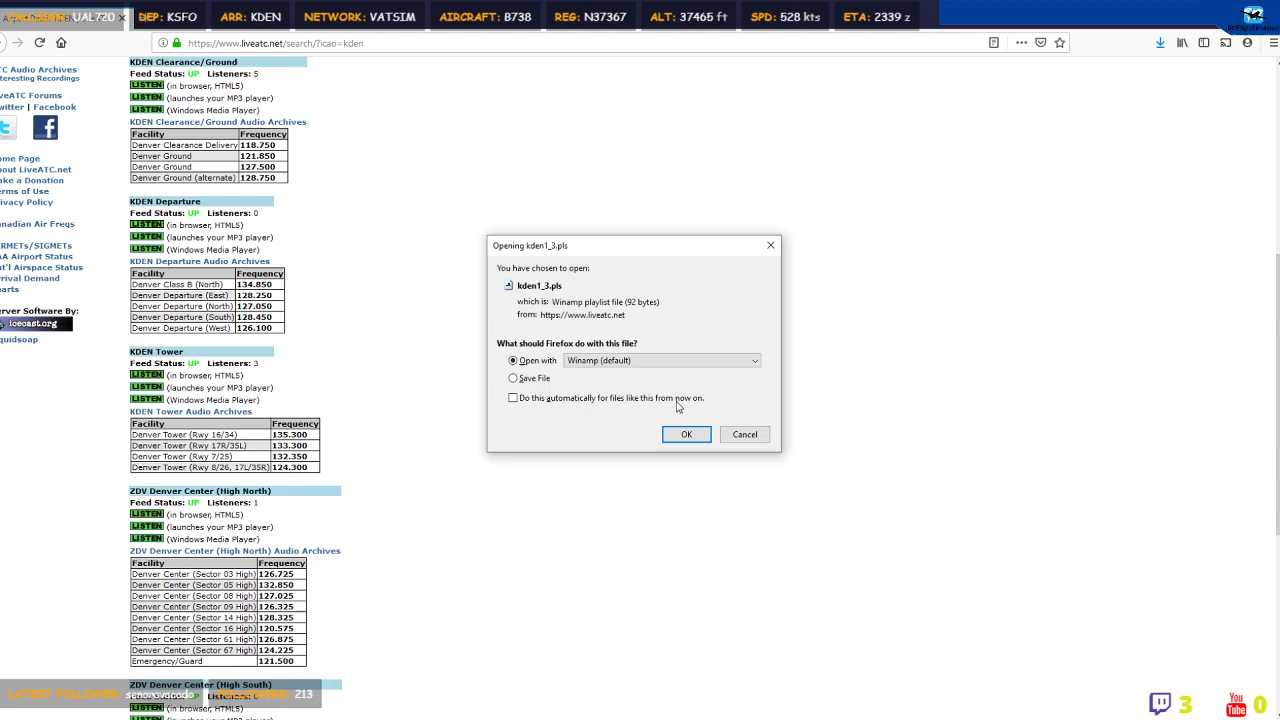 UAL720
DEP: KSFO
ARR: KDEN
NETWORK: VATSIM
AIRCRAFT: B738
REG: N37367
ALT: 37465 ft
SPD: 528 kts
ETA: 2339 z
https://www.liveatc.net/search/?icao=kden
TC Audio Archives
teresting Recordings
veATC Forums
witter | Facebook
ome Page
bout LiveATC.net
ake a Donation
erms of Use
ivacy Policy
anadian Air Freqs
RMETs/SIGMETs
AA Airport Status
nt'l Airspace Status
rrival Demand
harts
erver Software By:
icecast.org
quidsoap
KDEN Clearance/Ground
Feed Status: UP Listeners: 5
LISTEN (in browser, HTML5)
LISTEN (launches your MP3 player)
LISTEN (Windows Media Player)
KDEN Clearance/Ground Audio Archives
Facility Frequency
Denver Clearance Delivery 118.750
Denver Ground 121.850
Denver Ground 127.500
Denver Ground (alternate) 128.750
KDEN Departure
Feed Status: UP Listeners: 0
LISTEN (in browser, HTML5)
LISTEN (launches your MP3 player)
LISTEN (Windows Media Player)
KDEN Departure Audio Archives
Facility Frequency
Denver Class B (North) 134.850
Denver Departure (East) 128.250
Denver Departure (North) 127.050
Denver Departure (South) 128.450
Denver Departure (West) 126.100
KDEN Tower
Feed Status: UP Listeners: 3
LISTEN (in browser, HTML5)
LISTEN (launches your MP3 player)
LISTEN (Windows Media Player)
KDEN Tower Audio Archives
Facility Frequency
Denver Tower (Rwy 16/34) 135.300
Denver Tower (Rwy 17R/35L) 133.300
Denver Tower (Rwy 7/25) 132.350
Denver Tower (Rwy 8/26, 17L/35R) 124.300
ZDV Denver Center (High North)
Feed Status: UP Listeners: 1
LISTEN (in browser, HTML5)
LISTEN (launches your MP3 player)
LISTEN (Windows Media Player)
ZDV Denver Center (High North) Audio Archives
Facility Frequency
Denver Center (Sector 03 High) 126.725
Denver Center (Sector 05 High) 132.850
Denver Center (Sector 08 High) 127.025
Denver Center (Sector 09 High) 126.325
Denver Center (Sector 14 High) 128.325
Denver Center (Sector 16 High) 120.575
Denver Center (Sector 61 High) 126.875
Denver Center (Sector 67 High) 124.225
Emergency/Guard 121.500
ZDV Denver Center (High South)
LISTEN (in browser, HTML5)
Opening kden1_3.pls
You have chosen to open:
kden1_3.pls
which is: Winamp playlist file (92 bytes)
from: https://www.liveatc.net
What should Firefox do with this file?
Open with Winamp (default)
Save File
Do this automatically for files like this from now on.
OK Cancel
LATEST FOLLOWER:
FOLLOWERS: 213
3
You Tube 0